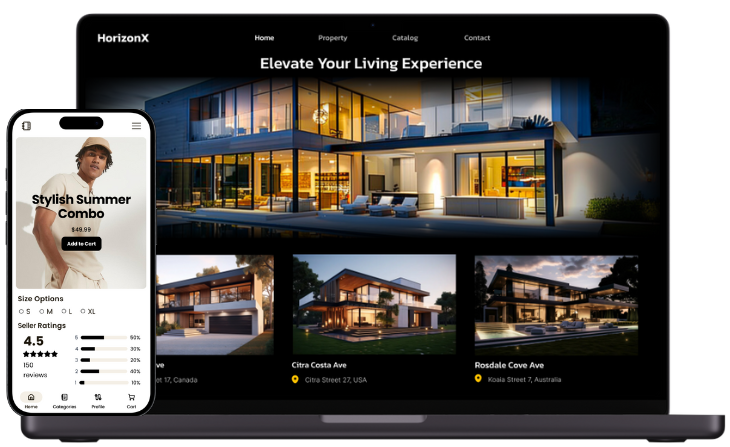 HorizonX
Home Property Catalog Contact
Elevate Your Living Experience
Stylish Summer
Combo
$49.99
Add to Cart
Size Options
S M L XL
Seller Ratings
4.5
150
reviews
5 50%
4 30%
3 20%
2 40%
1 10%
Home Categories Profile Cart
ve
et 17, Canada
Citra Costa Ave
Citra Street 27, USA
Rosdale Cove Ave
Koala Street 7, Australia